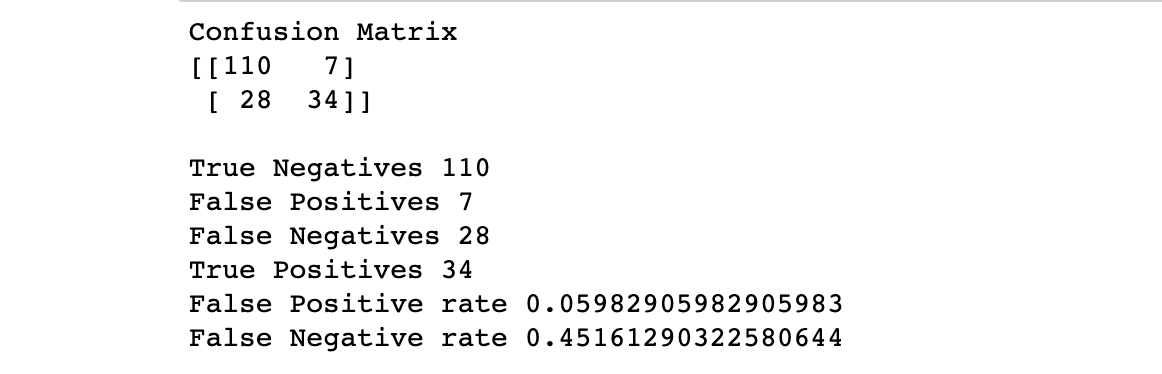 Confusion Matrix
[[110   7]
 [ 28  34]]
True Negatives 110
False Positives 7
False Negatives 28
True Positives 34
False Positive rate 0.05982905982905983
False Negative rate 0.45161290322580644